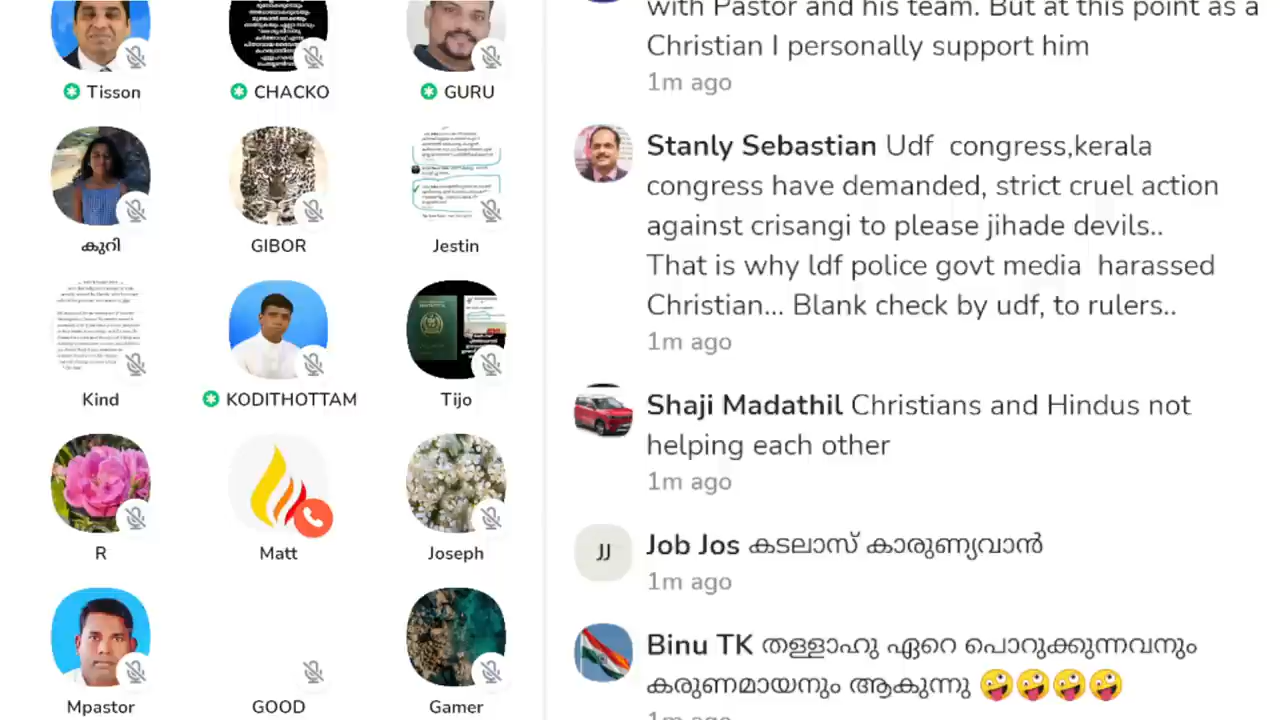 Tisson
CHACKO
GURU
കുറി
GIBOR
Jestin
Kind
KODITHOTTAM
Tijo
R
Matt
Joseph
Mpastor
GOOD
Gamer
with Pastor and his team. But at this point as a
Christian I personally support him
1m ago
Stanly Sebastian Udf congress,kerala
congress have demanded, strict cruel action
against crisangi to please jihade devils..
That is why ldf police govt media harassed
Christian... Blank check by udf, to rulers..
1m ago
Shaji Madathil Christians and Hindus not
helping each other
1m ago
JJ
Job Jos കടലാസ് കാരുണ്യവാൻ
1m ago
Binu TK തള്ളാഹു ഏറെ പൊറുക്കുന്നവനും
കരുണമായനും ആകുന്നു 🤪🤪🤪🤪
1m ago